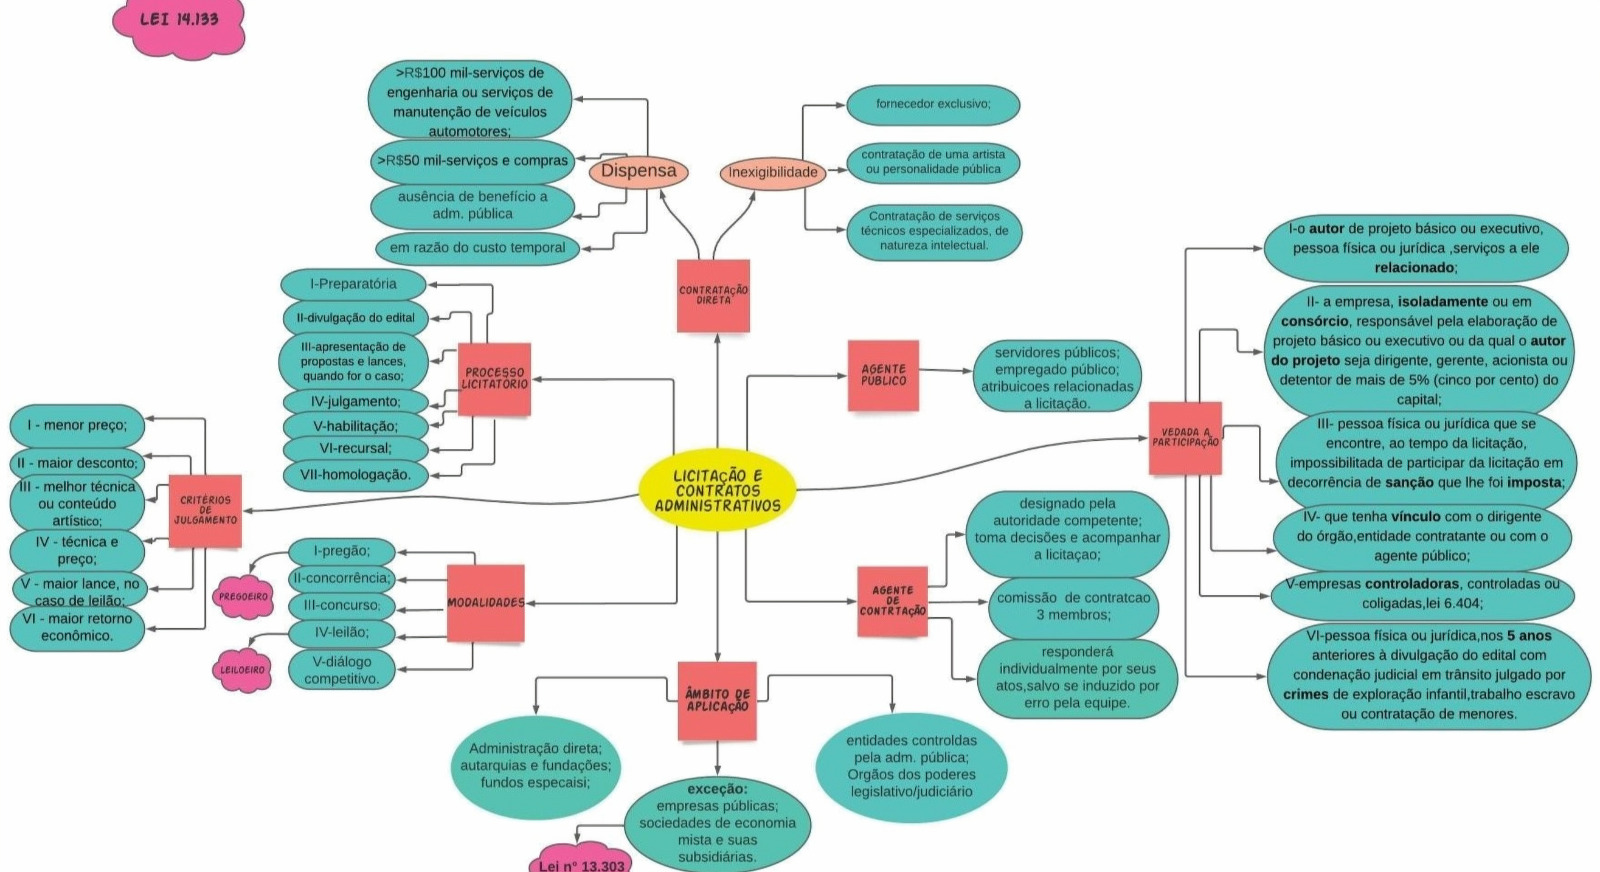 LEI 14.133
>R$100 mil-serviços de
engenharia ou serviços de
manutenção de veículos
automotores;
>R$50 mil-serviços e compras
ausência de benefício a
adm. pública
em razão do custo temporal
Dispensa
Inexigibilidade
fornecedor exclusivo;
contratação de uma artista
ou personalidade pública
Contratação de serviços
técnicos especializados, de
natureza intelectual.
CONTRATAÇÃO
DIRETA
I-Preparatória
II-divulgação do edital
III-apresentação de
propostas e lances,
quando for o caso;
IV-julgamento;
V-habilitação;
VI-recursal;
VII-homologação.
PROCESSO
LICITATÓRIO
AGENTE
PÚBLICO
servidores públicos;
empregado público;
atribuicoes relacionadas
a licitação.
I-o autor de projeto básico ou executivo,
pessoa física ou jurídica ,serviços a ele
relacionado;
II- a empresa, isoladamente ou em
consórcio, responsável pela elaboração de
projeto básico ou executivo ou da qual o autor
do projeto seja dirigente, gerente, acionista ou
detentor de mais de 5% (cinco por cento) do
capital;
III- pessoa física ou jurídica que se
encontre, ao tempo da licitação,
impossibilitada de participar da licitação em
decorrência de sanção que lhe foi imposta;
IV- que tenha vínculo com o dirigente
do órgão,entidade contratante ou com o
agente público;
V-empresas controladoras, controladas ou
coligadas,lei 6.404;
VI-pessoa física ou jurídica,nos 5 anos
anteriores à divulgação do edital com
condenação judicial em trânsito julgado por
crimes de exploração infantil,trabalho escravo
ou contratação de menores.
VEDADA A
PARTICIPAÇÃO
LICITAÇÃO E
CONTRATOS
ADMINISTRATIVOS
I - menor preço;
II - maior desconto;
III - melhor técnica
ou conteúdo
artístico;
IV - técnica e
preço;
V - maior lance, no
caso de leilão;
VI - maior retorno
econômico.
CRITÉRIOS
DE
JULGAMENTO
I-pregão;
II-concorrência;
III-concurso;
IV-leilão;
V-diálogo
competitivo.
PREGOEIRO
LEILOEIRO
MODALIDADES
AGENTE
DE
CONTRTAÇÃO
designado pela
autoridade competente;
toma decisões e acompanhar
a licitaçao;
comissão de contratcao
3 membros;
responderá
individualmente por seus
atos,salvo se induzido por
erro pela equipe.
ÂMBITO DE
APLICAÇÃO
Administração direta;
autarquias e fundações;
fundos especaisi;
exceção:
empresas públicas;
sociedades de economia
mista e suas
subsidiárias.
entidades controldas
pela adm. pública;
Orgãos dos poderes
legislativo/judiciário
Lei n° 13.303